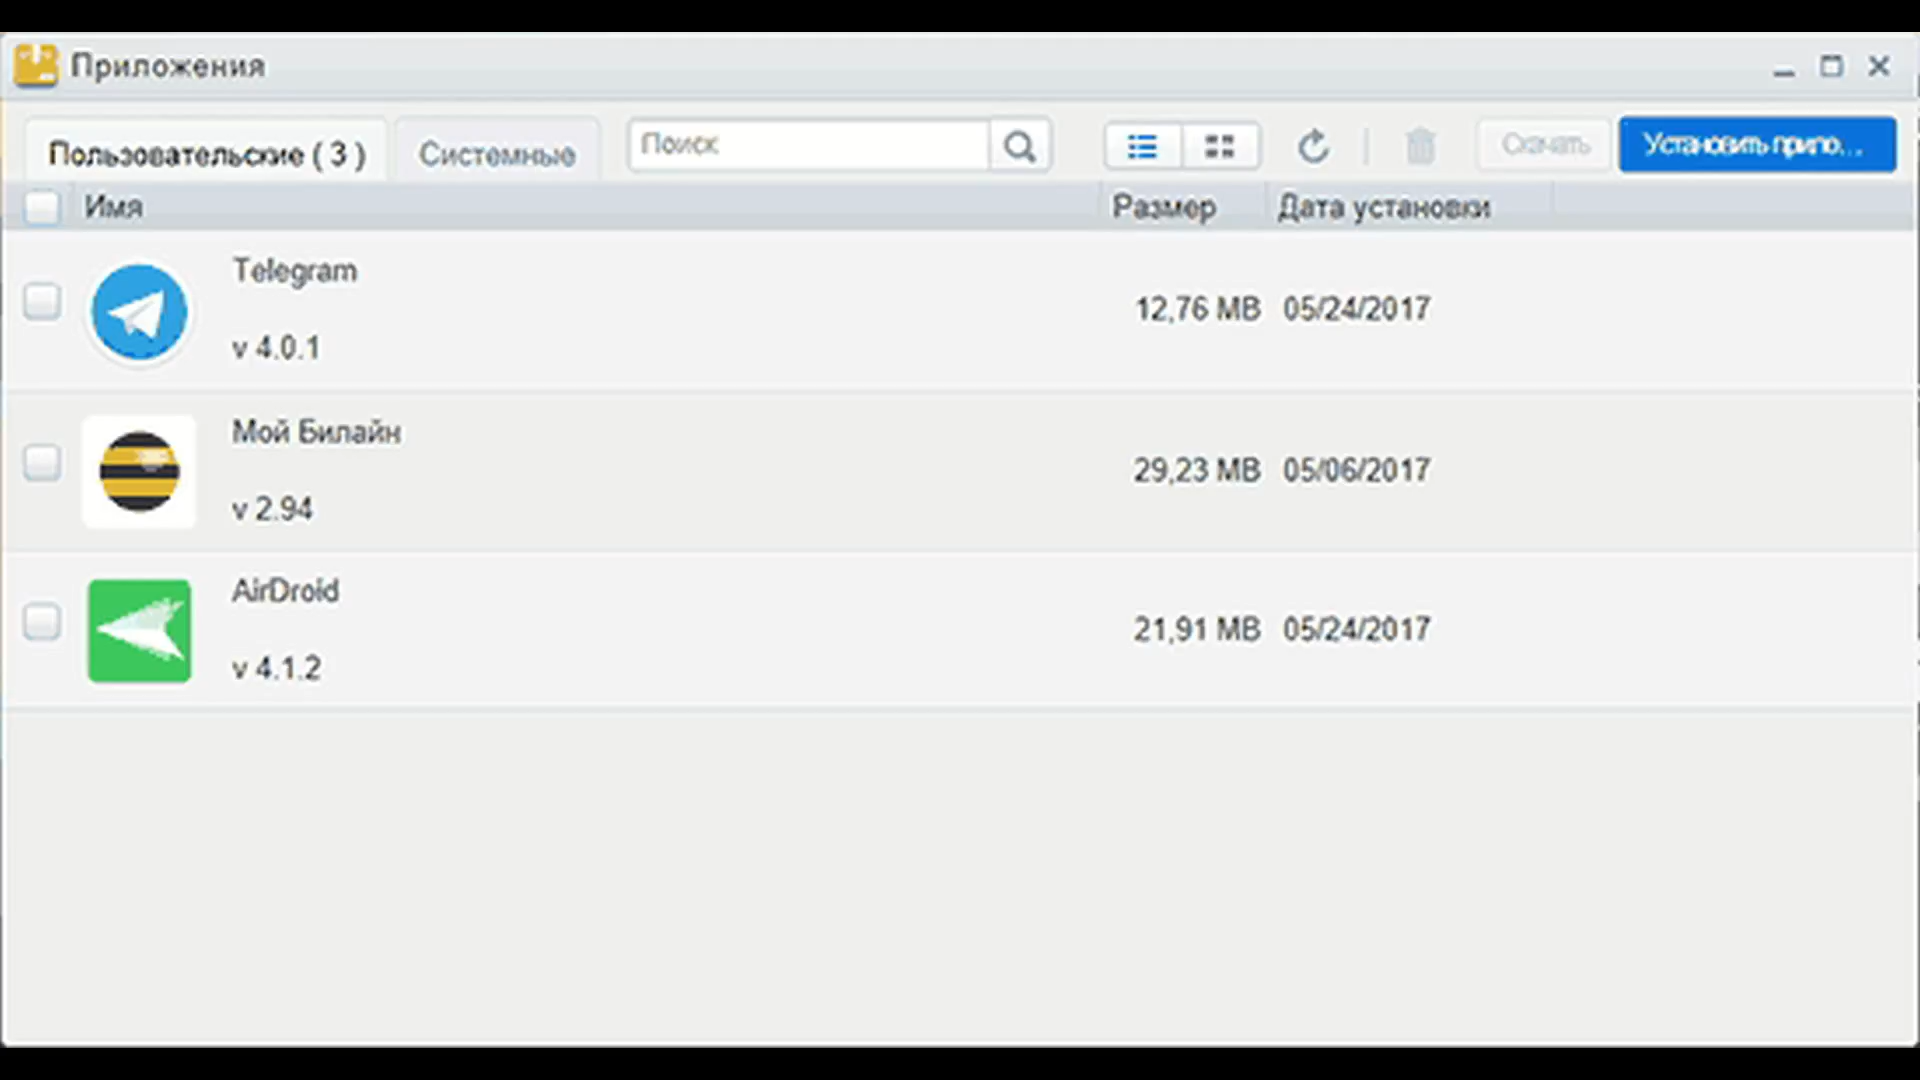 Приложения
Пользовательские ( 3 ) Системные Поиск Скачать Установить прило...
Имя Размер Дата установки
Telegram
12,76 MB 05/24/2017
v 4.0.1
Мой Билайн
29,23 MB 05/06/2017
v 2.94
AirDroid
21,91 MB 05/24/2017
v 4.1.2